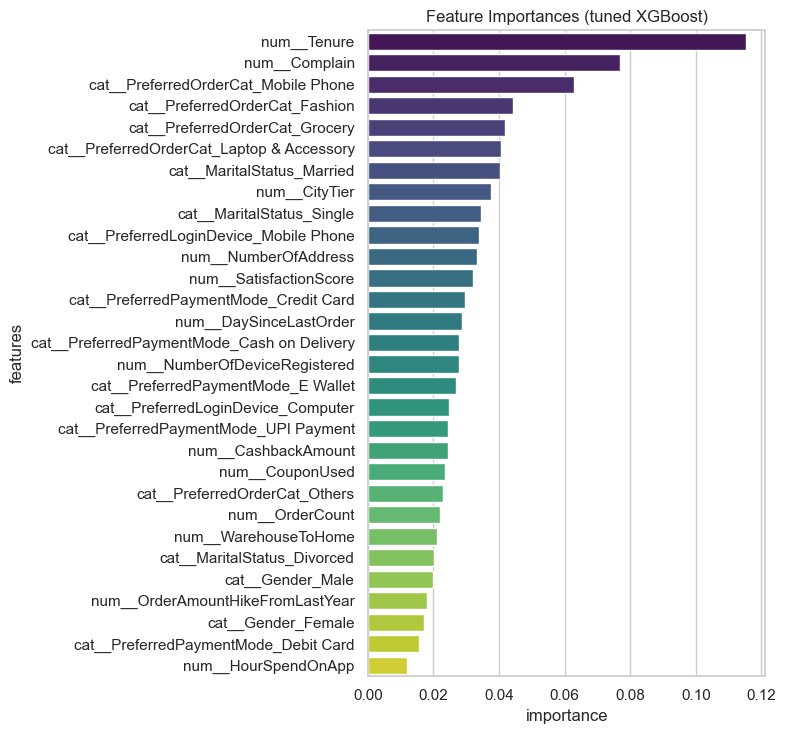 Feature Importances (tuned XGBoost)
num__Tenure
num__Complain
cat__PreferredOrderCat_Mobile Phone
cat__PreferredOrderCat_Fashion
cat__PreferredOrderCat_Grocery
cat__PreferredOrderCat_Laptop & Accessory
cat__MaritalStatus_Married
num__CityTier
cat__MaritalStatus_Single
cat__PreferredLoginDevice_Mobile Phone
num__NumberOfAddress
num__SatisfactionScore
cat__PreferredPaymentMode_Credit Card
num__DaySinceLastOrder
cat__PreferredPaymentMode_Cash on Delivery
num__NumberOfDeviceRegistered
cat__PreferredPaymentMode_E Wallet
cat__PreferredLoginDevice_Computer
cat__PreferredPaymentMode_UPI Payment
num__CashbackAmount
num__CouponUsed
cat__PreferredOrderCat_Others
num__OrderCount
num__WarehouseToHome
cat__MaritalStatus_Divorced
cat__Gender_Male
num__OrderAmountHikeFromLastYear
cat__Gender_Female
cat__PreferredPaymentMode_Debit Card
num__HourSpendOnApp
features
0.00 0.02 0.04 0.06 0.08 0.10 0.12
importance